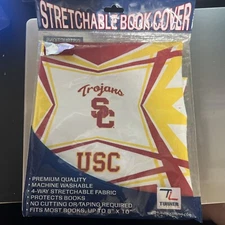 STRETCHABLE BOOK COVER
Trojans
SC
USC
• PREMIUM QUALITY
• MACHINE WASHABLE
• 4-WAY STRETCHABLE FABRIC
• PROTECTS BOOKS
• NO CUTTING OR TAPING REQUIRED
• FITS MOST BOOKS, UP TO 8" X 10"